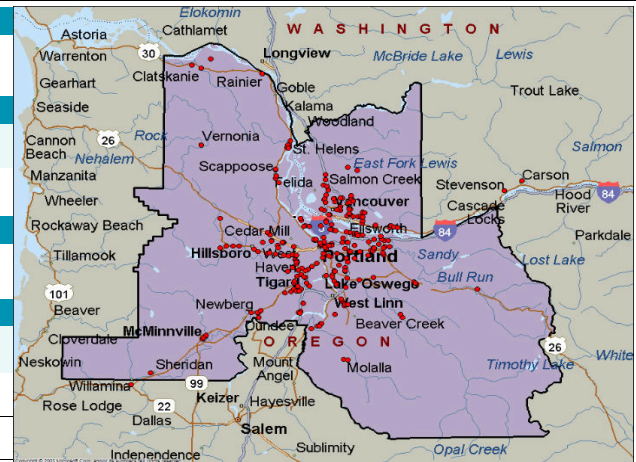 Elokomin
WASHINGTON
Cathlamet
Astoria
30
Longview
Lewis
Warrenton
McBride Lake
Clatskanie
Rainier
Goble
Gearhart
Trout Lake
Kalama
Seaside
Woodland
Rock
Vernonia
Cannon
Beach
26
St. Helens
Salmon
Nehalem
East Fork Lewis
Manzanita
Scappoose
Salmon Creek
Carson
Felida
Stevenson
84
Wheeler
Vancouver
Hood
River
Cascade
Locks
Rockaway Beach
Cedar Mill
Ellsworth
84
Parkdale
Tillamook
Hillsboro
West
Haven
Portland
Sandy
Lost Lake
Tigard
Lake Oswego
Bull Run
101
Newberg
West Linn
Beaver
Dundee
Beaver Creek
McMinnville
Cloverdale
OREGON
26
Neskowin
Sheridan
Mount
Angel
Molalla
Timothy Lake
White
Willamina
99
Keizer
Hayesville
Rose Lodge
22
Dallas
Salem
Independence
Sublimity
Opal Creek